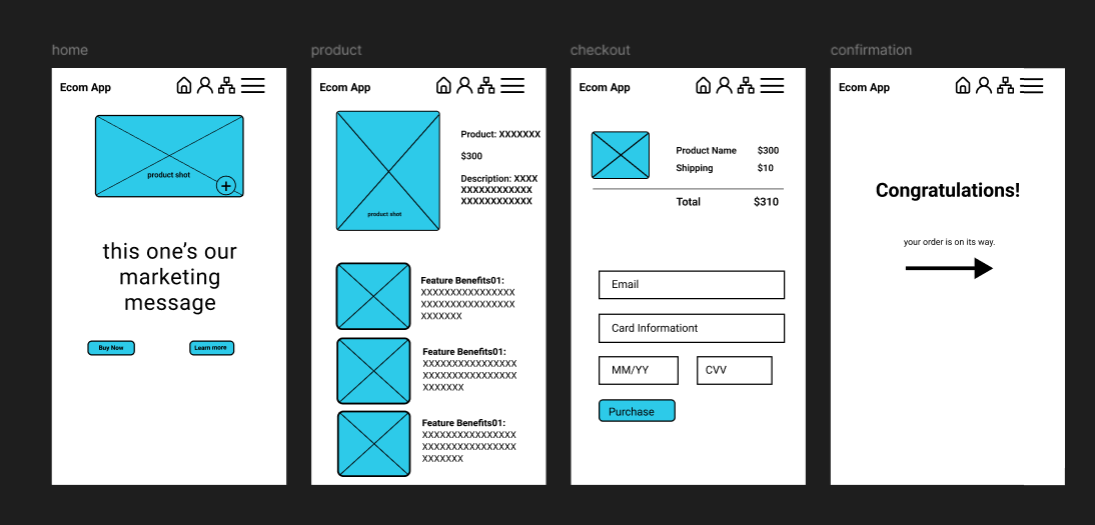 home
Ecom App
product shot
this one's our
marketing
message
Buy Now
Learn more
product
Ecom App
product shot
Product: XXXXXXX
$300
Description: XXXX
XXXXXXXXXXXX
XXXXXXXXXXXX
Feature Benefits01:
XXXXXXXXXXXXXXXX
XXXXXXXXXXXXXXXX
XXXXXXX
Feature Benefits01:
XXXXXXXXXXXXXXXX
XXXXXXXXXXXXXXXX
XXXXXXX
Feature Benefits01:
XXXXXXXXXXXXXXXX
XXXXXXXXXXXXXXXX
XXXXXXX
checkout
Ecom App
Product Name $300
Shipping $10
Total $310
Email
Card Informationt
MM/YY CVV
Purchase
confirmation
Ecom App
Congratulations!
your order is on its way.